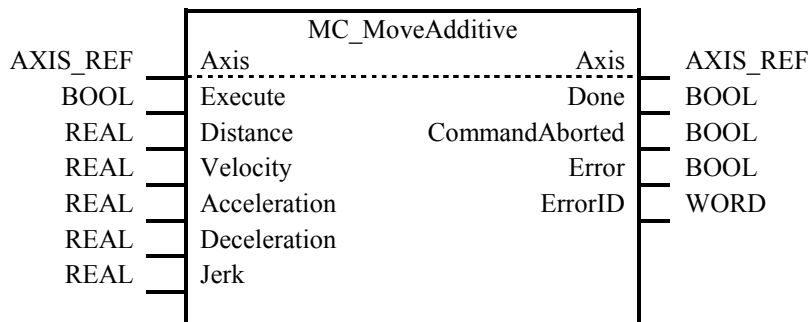 MC_MoveAdditive
AXIS_REF Axis Axis AXIS_REF
BOOL Execute Done BOOL
REAL Distance CommandAborted BOOL
REAL Velocity Error BOOL
REAL Acceleration ErrorID WORD
REAL Deceleration
REAL Jerk